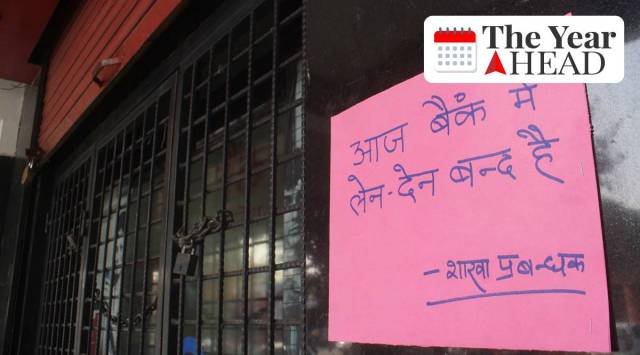 The Year
AHEAD
आज बैंक में
लेन-देन बन्द है
- शाखा प्रबन्धक